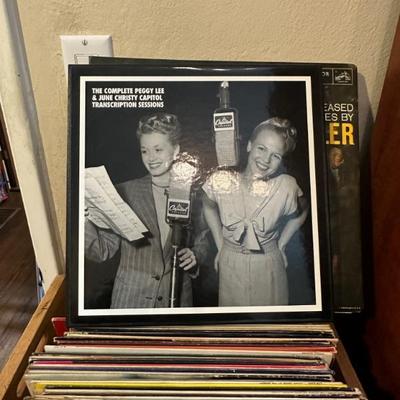 THE COMPLETE PEGGY LEE
& JUNE CHRISTY CAPITOL
TRANSCRIPTION SESSIONS
Capitol
Capitol
EASED
ES BY
LER